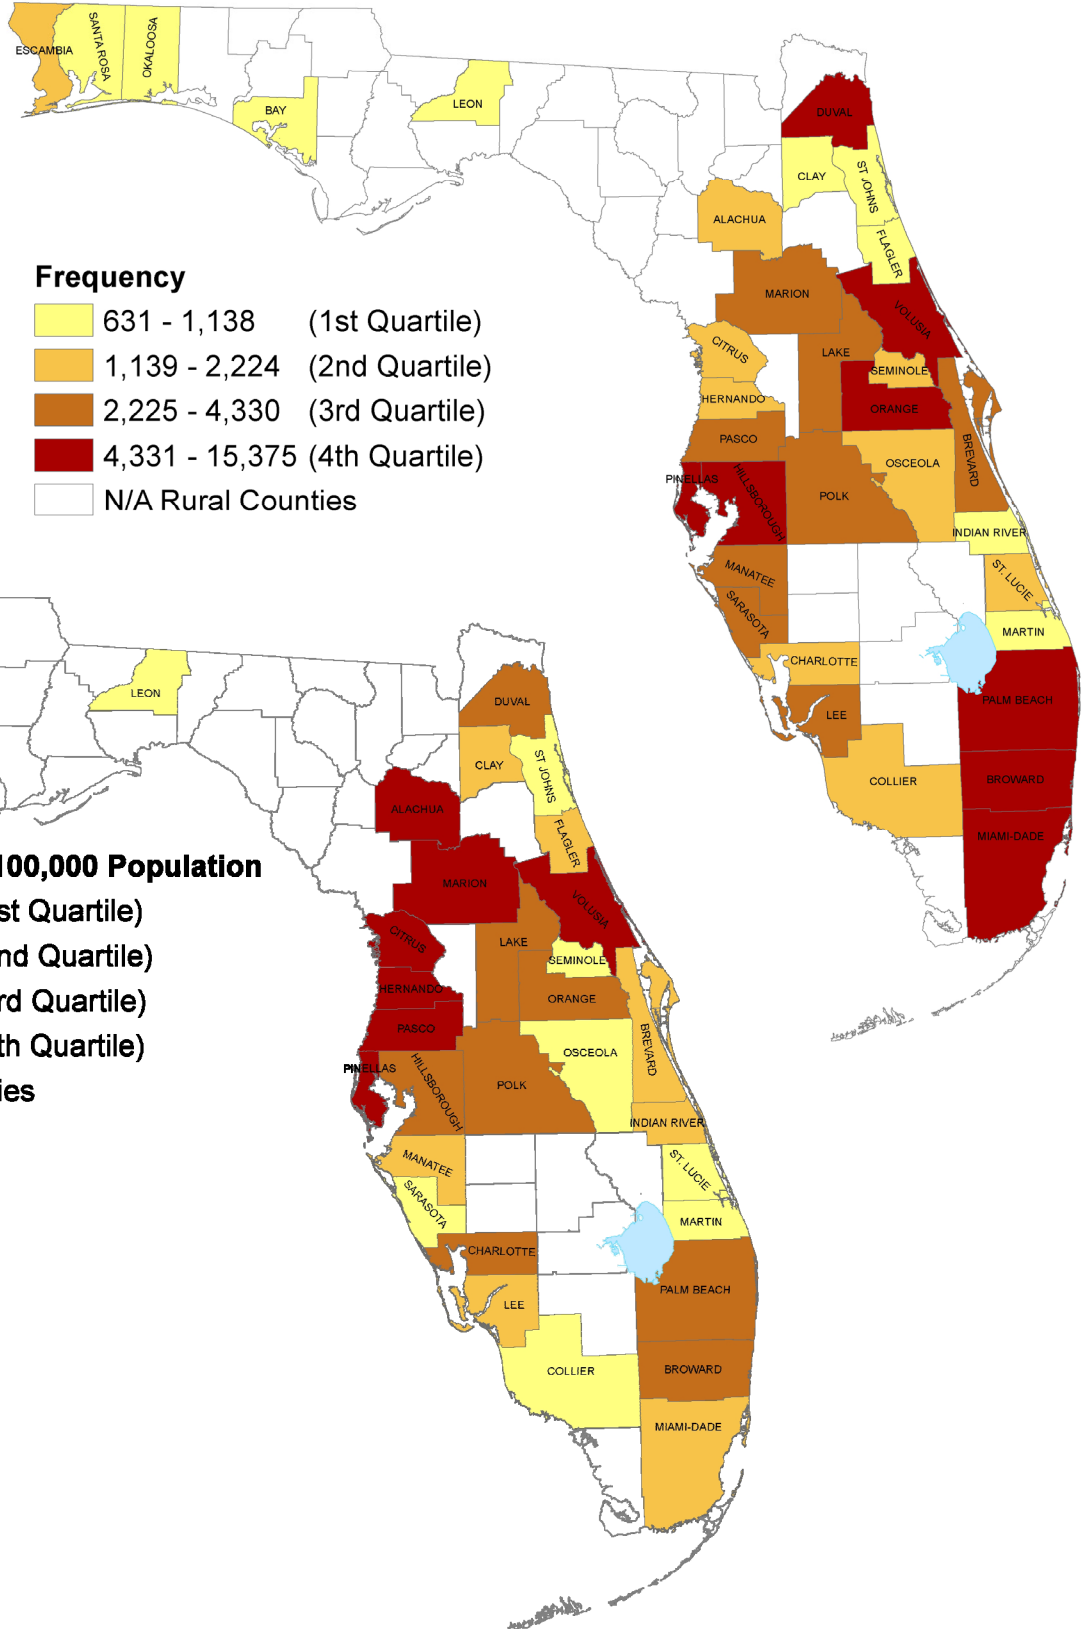 ESCAMBIA
SANTA ROSA
OKALOOSA
BAY
LEON
DUVAL
CLAY
ST JOHNS
FLAGLER
ALACHUA
MARION
VOLUSIA
CITRUS
LAKE
SEMINOLE
HERNANDO
ORANGE
PASCO
OSCEOLA
BREVARD
PINELLAS
HILLSBOROUGH
POLK
INDIAN RIVER
MANATEE
ST. LUCIE
SARASOTA
MARTIN
CHARLOTTE
PALM BEACH
LEE
COLLIER
BROWARD
MIAMI-DADE
Frequency
631 - 1,138 (1st Quartile)
1,139 - 2,224 (2nd Quartile)
2,225 - 4,330 (3rd Quartile)
4,331 - 15,375 (4th Quartile)
N/A Rural Counties
LEON
DUVAL
CLAY
ST JOHNS
ALACHUA
FLAGLER
MARION
VOLUSIA
CITRUS
LAKE
SEMINOLE
HERNANDO
ORANGE
PASCO
OSCEOLA
BREVARD
PINELLAS
HILLSBOROUGH
POLK
INDIAN RIVER
MANATEE
ST. LUCIE
SARASOTA
MARTIN
CHARLOTTE
PALM BEACH
LEE
COLLIER
BROWARD
MIAMI-DADE
100,000 Population
st Quartile)
nd Quartile)
rd Quartile)
th Quartile)
ies